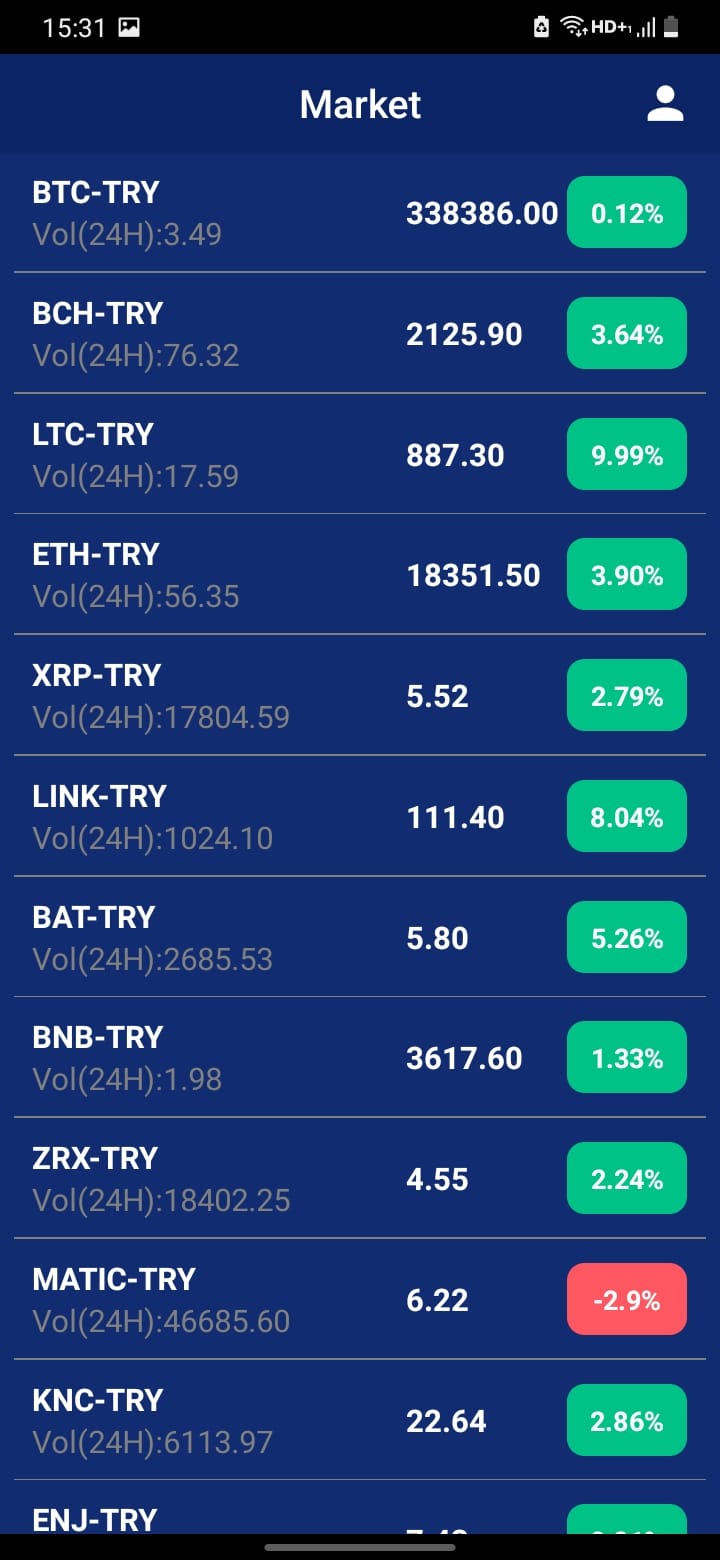 15:31 HD+1
Market
BTC-TRY
Vol(24H):3.49
338386.00
0.12%
BCH-TRY
Vol(24H):76.32
2125.90
3.64%
LTC-TRY
Vol(24H):17.59
887.30
9.99%
ETH-TRY
Vol(24H):56.35
18351.50
3.90%
XRP-TRY
Vol(24H):17804.59
5.52
2.79%
LINK-TRY
Vol(24H):1024.10
111.40
8.04%
BAT-TRY
Vol(24H):2685.53
5.80
5.26%
BNB-TRY
Vol(24H):1.98
3617.60
1.33%
ZRX-TRY
Vol(24H):18402.25
4.55
2.24%
MATIC-TRY
Vol(24H):46685.60
6.22
-2.9%
KNC-TRY
Vol(24H):6113.97
22.64
2.86%
ENJ-TRY